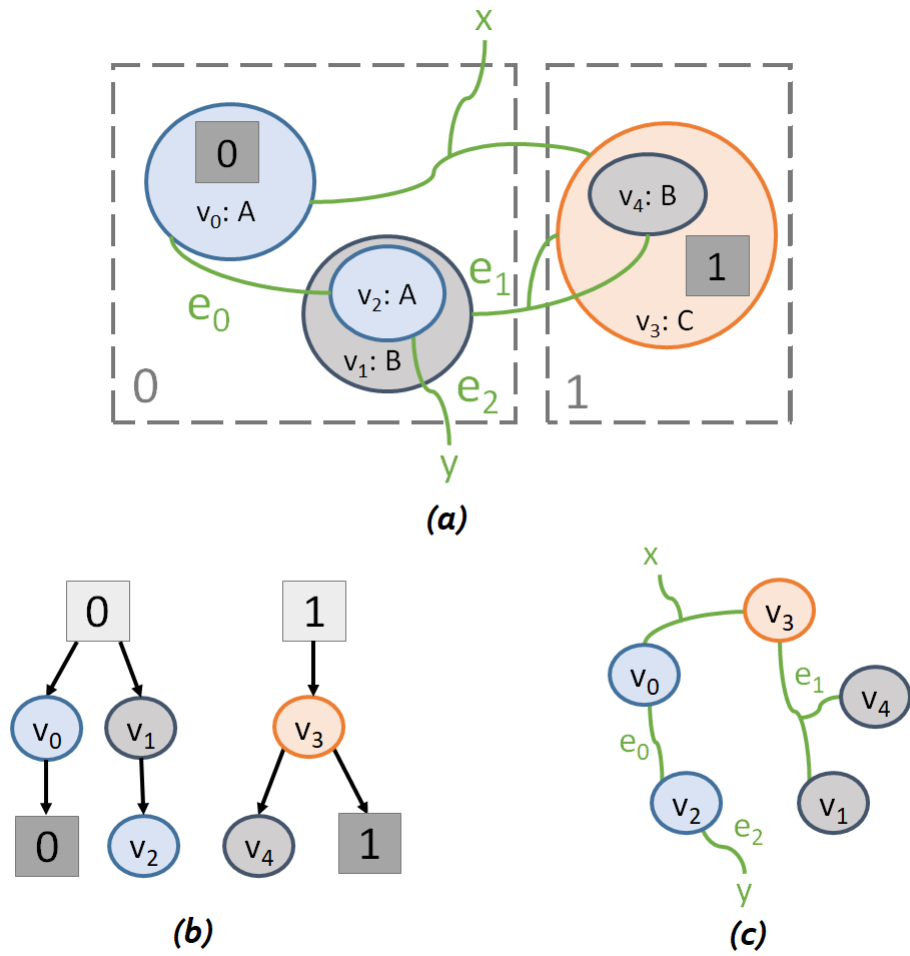 x
0
v₀: A
v₄: B
1
v₂: A
e₁
e₀
v₃: C
v₁: B
0
e₂
1
y
(a)
0
1
x
v₃
v₀
v₀
v₁
v₃
e₁
v₄
e₀
0
v₂
v₄
1
v₂
v₁
e₂
y
(b)
(c)